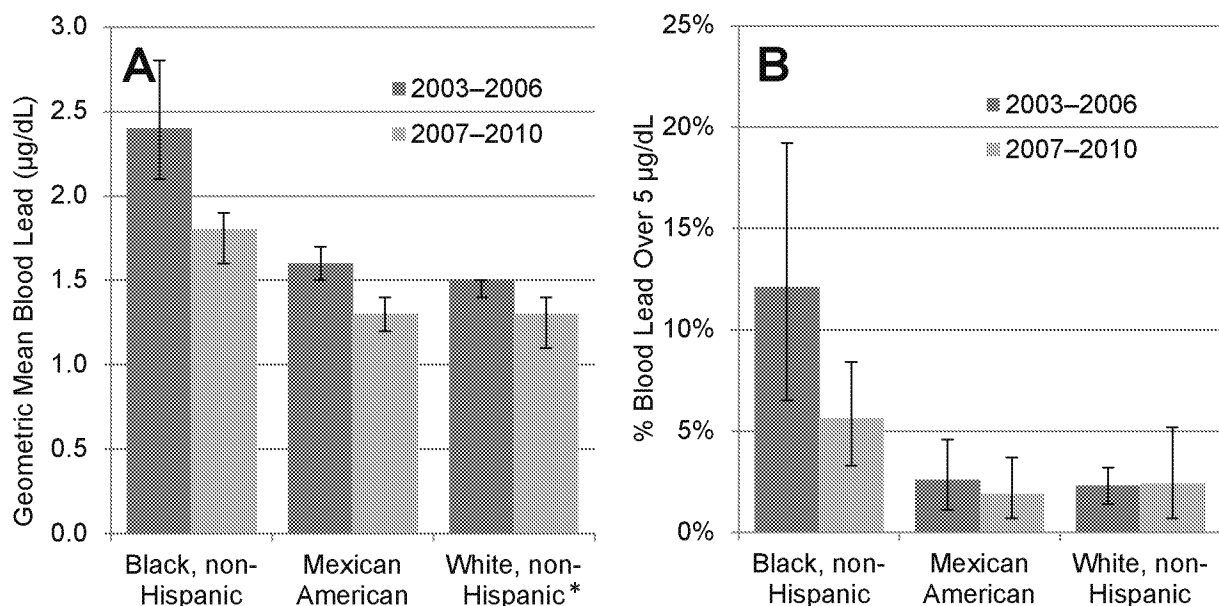 A
Geometric Mean Blood Lead (µg/dL)
3.0
2.5
2.0
1.5
1.0
0.5
0.0
2003–2006
2007–2010
Black, non-
Hispanic
Mexican
American
White, non-
Hispanic*
B
% Blood Lead Over 5 µg/dL
25%
20%
15%
10%
5%
0%
2003–2006
2007–2010
Black, non-
Hispanic
Mexican
American
White, non-
Hispanic